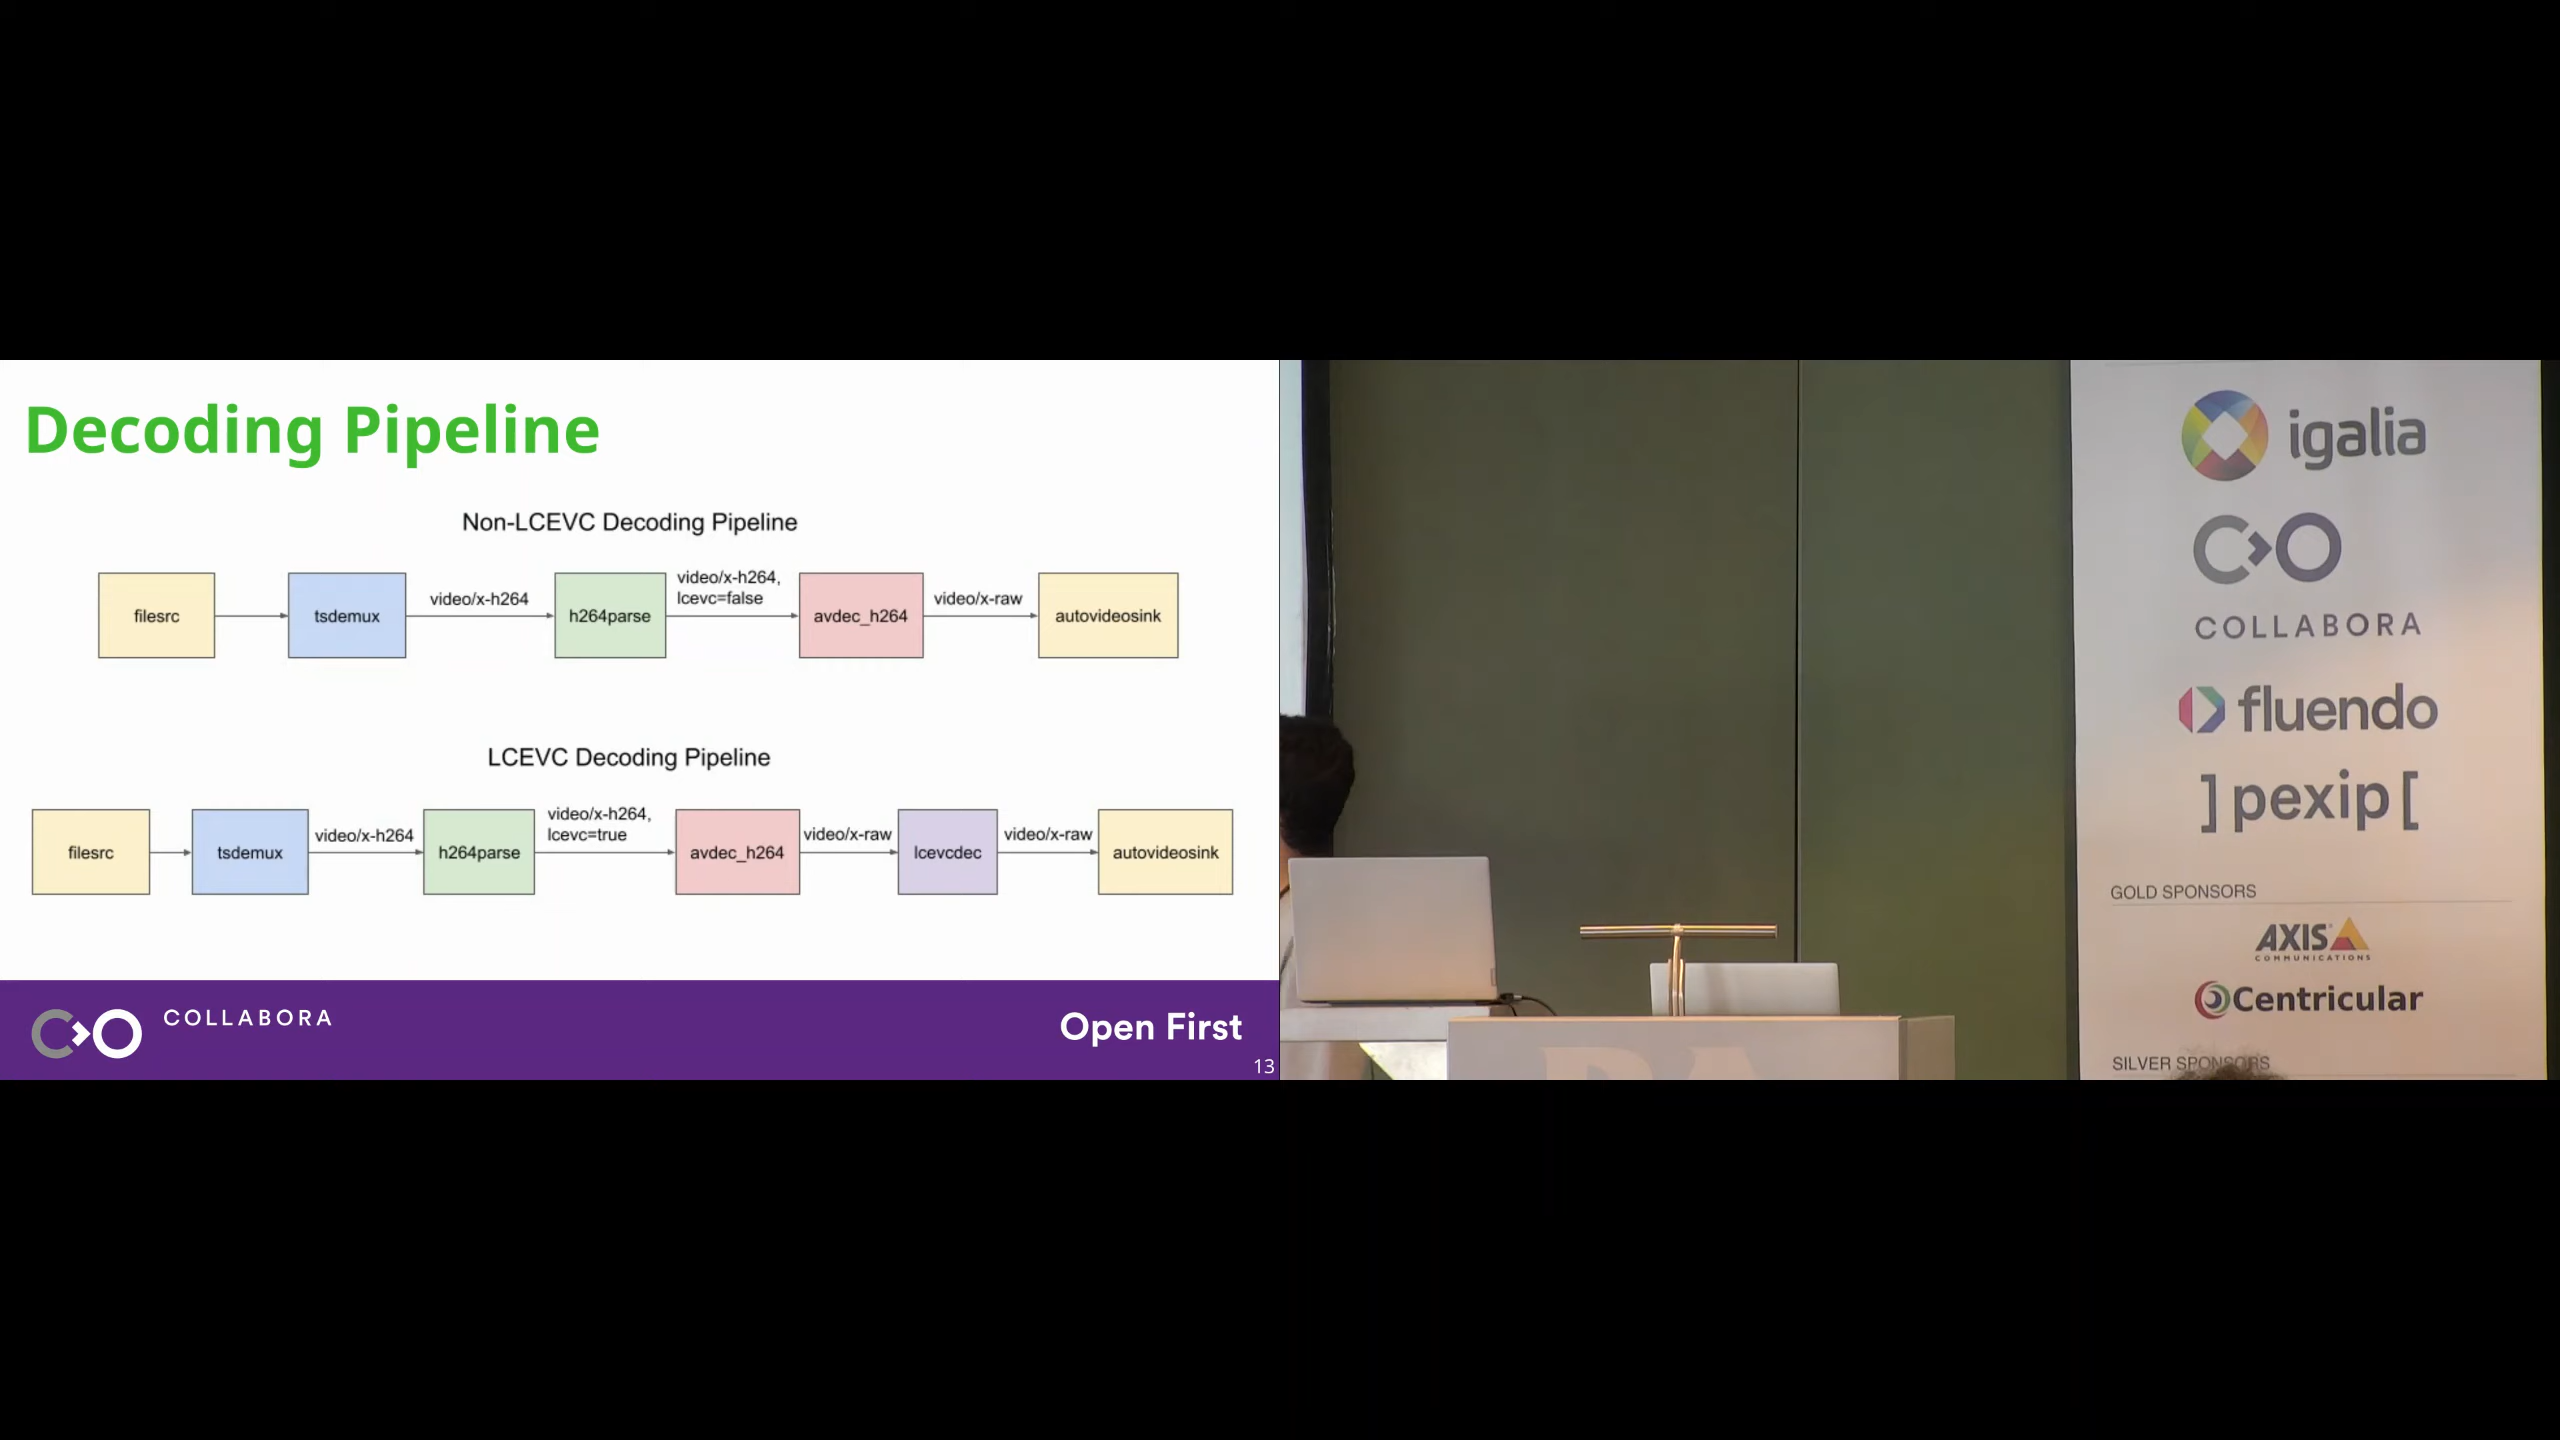 Decoding Pipeline
Non-LCEVC Decoding Pipeline
filesrc
tsdemux
video/x-h264
h264parse
video/x-h264,
lcevc=false
avdec_h264
video/x-raw
autovideosink
LCEVC Decoding Pipeline
filesrc
tsdemux
video/x-h264
h264parse
video/x-h264,
lcevc=true
avdec_h264
video/x-raw
lcevcdec
video/x-raw
autovideosink
COLLABORA
Open First
13
igalia
COLLABORA
fluendo
]pexip[
GOLD SPONSORS
AXIS
COMMUNICATIONS
Centricular
SILVER SPONSORS